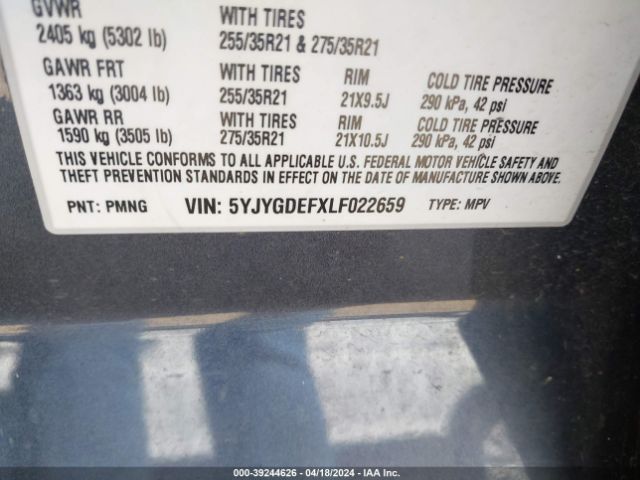 GVWR WITH TIRES
2405 kg (5302 lb) 255/35R21 & 275/35R21
GAWR FRT WITH TIRES RIM COLD TIRE PRESSURE
1363 kg (3004 lb) 255/35R21 21X9.5J 290 kPa, 42 psi
GAWR RR WITH TIRES RIM COLD TIRE PRESSURE
1590 kg (3505 lb) 275/35R21 21X10.5J 290 kPa, 42 psi
THIS VEHICLE CONFORMS TO ALL APPLICABLE U.S. FEDERAL MOTOR VEHICLE SAFETY AND
THEFT PREVENTION STANDARDS IN EFFECT ON THE DATE OF MANUFACTURE SHOWN ABOVE.
PNT: PMNG VIN: 5YJYGDEFXLF022659 TYPE: MPV
000-39244626 - 04/18/2024 - IAA Inc.